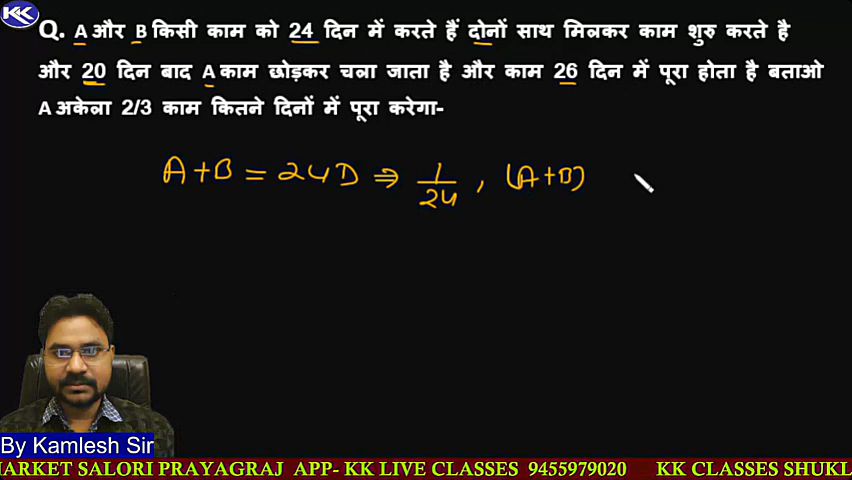 KK
Q. A और B किसी काम को 24 दिन में करते हैं दोनों साथ मिलकर काम शुरु करते है
और 20 दिन बाद A काम छोड़कर चला जाता है और काम 26 दिन में पूरा होता है बताओ
A अकेला 2/3 काम कितने दिनों में पूरा करेगा-
A+B = 24D ⇒ 1/24 , (A+B)
By Kamlesh Sir
MARKET SALORI PRAYAGRAJ APP- KK LIVE CLASSES 9455979020 KK CLASSES SHUKL